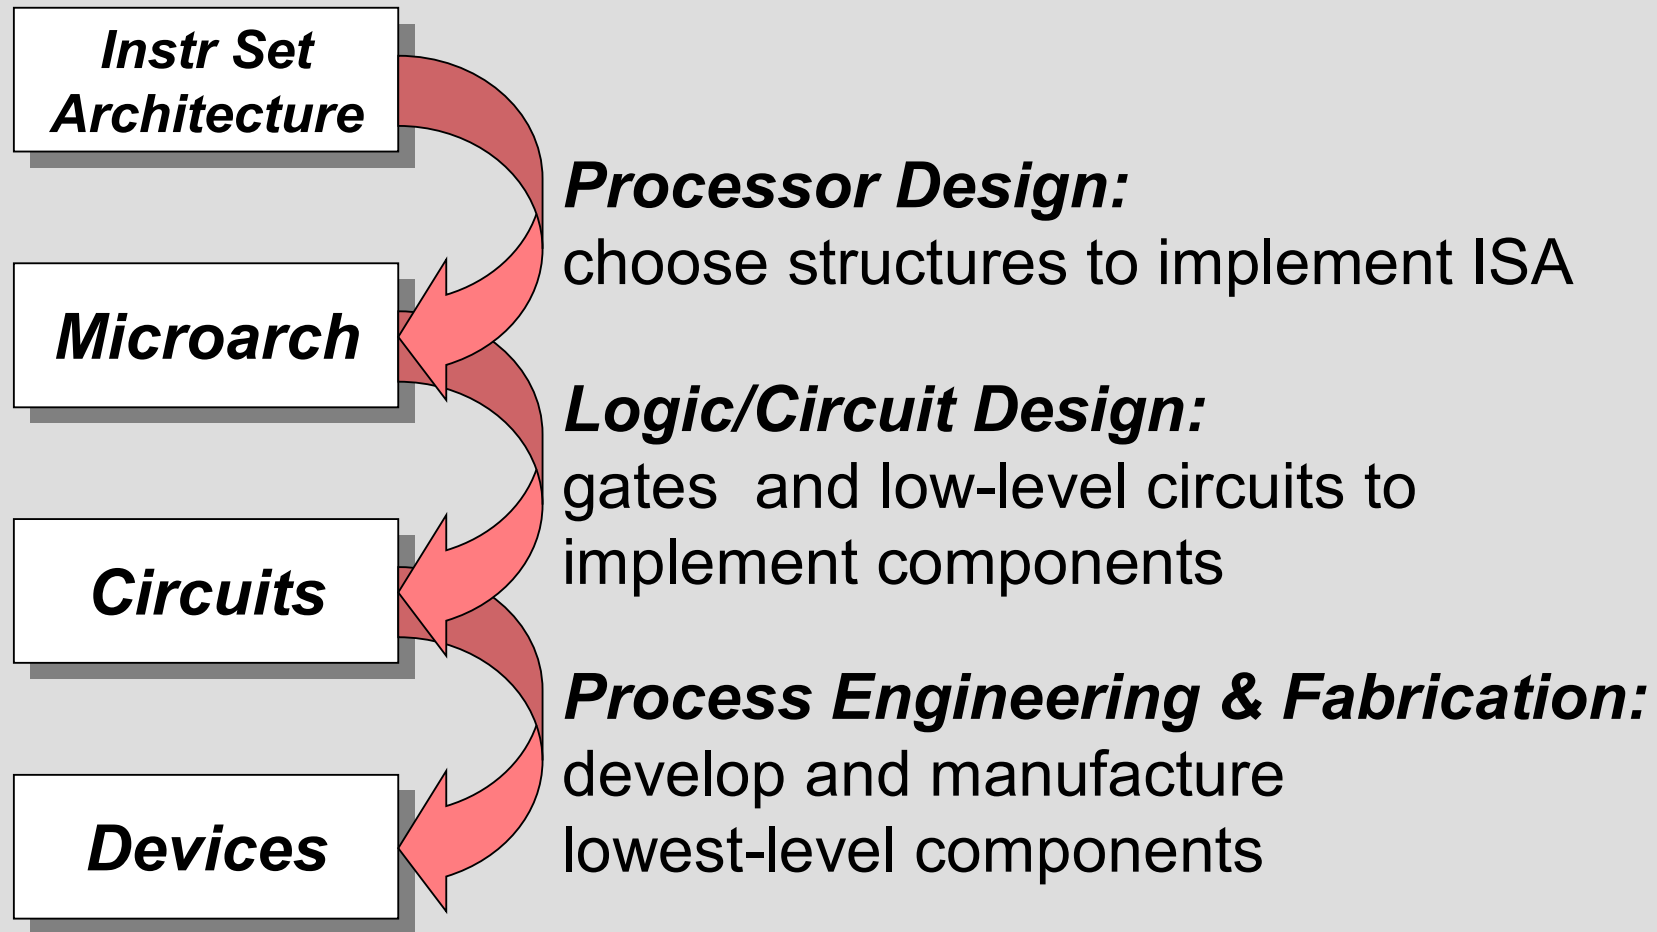 Instr Set
Architecture
Processor Design:
choose structures to implement ISA
Microarch
Logic/Circuit Design:
gates  and low-level circuits to
implement components
Circuits
Process Engineering & Fabrication:
develop and manufacture
lowest-level components
Devices